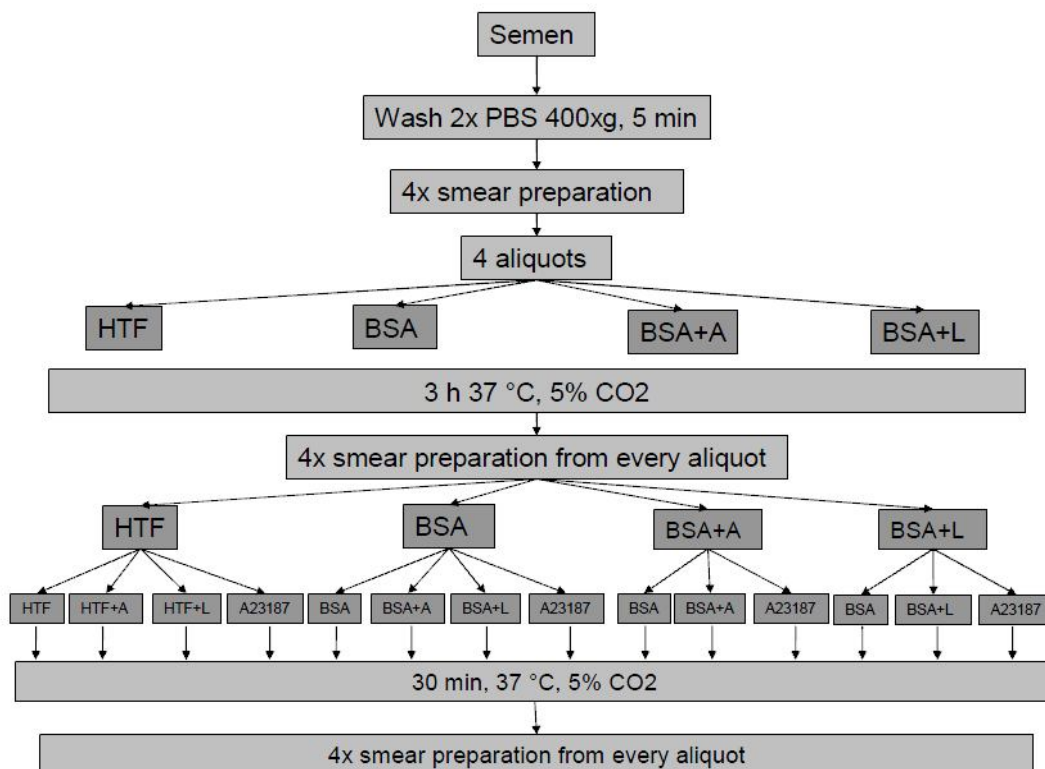 Semen
Wash 2x PBS 400xg, 5 min
4x smear preparation
4 aliquots
HTF
BSA
BSA+A
BSA+L
3 h 37 °C, 5% CO2
4x smear preparation from every aliquot
HTF
BSA
BSA+A
BSA+L
HTF
HTF+A
HTF+L
A23187
BSA
BSA+A
BSA+L
A23187
BSA
BSA+A
A23187
BSA
BSA+L
A23187
30 min, 37 °C, 5% CO2
4x smear preparation from every aliquot